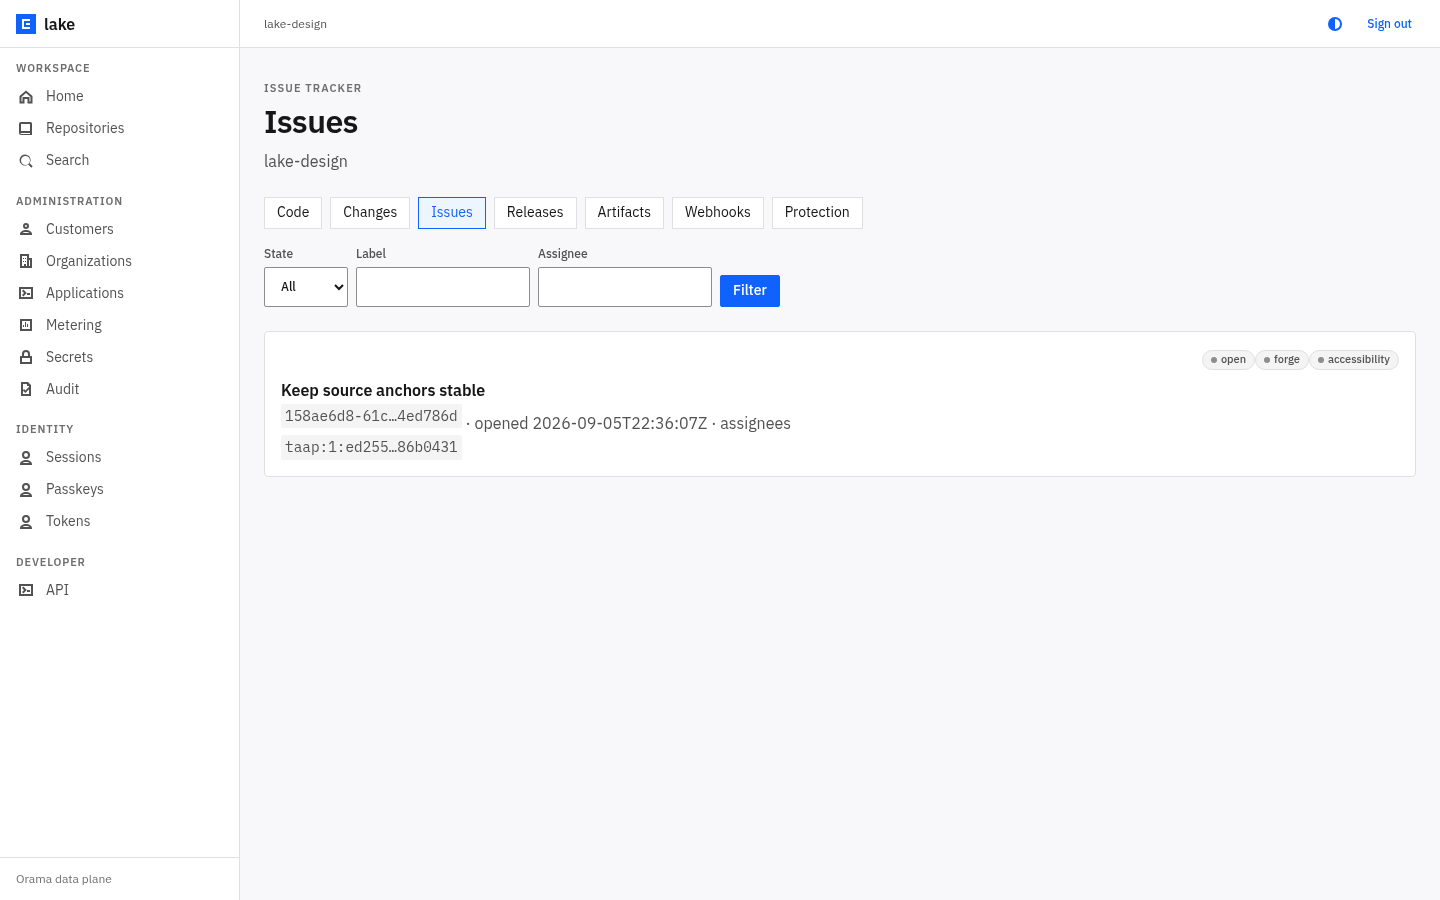 lake
lake-design
Sign out
WORKSPACE
Home
Repositories
Search
ADMINISTRATION
Customers
Organizations
Applications
Metering
Secrets
Audit
IDENTITY
Sessions
Passkeys
Tokens
DEVELOPER
API
Orama data plane
ISSUE TRACKER
Issues
lake-design
Code Changes Issues Releases Artifacts Webhooks Protection
State Label Assignee
All Filter
open forge accessibility
Keep source anchors stable
158ae6d8-61c…4ed786d · opened 2026-09-05T22:36:07Z · assignees
taap:1:ed255…86b0431